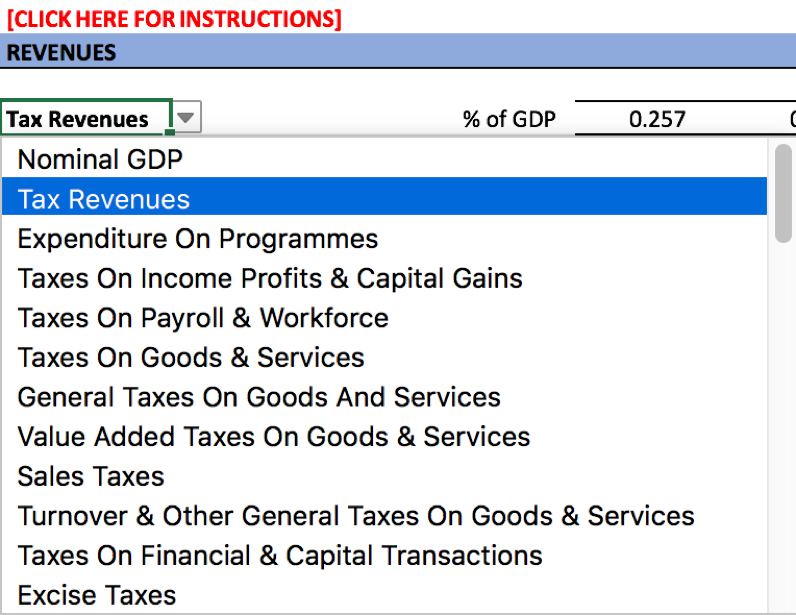 [CLICK HERE FOR INSTRUCTIONS]
REVENUES
Tax Revenues % of GDP 0.257
Nominal GDP
Tax Revenues
Expenditure On Programmes
Taxes On Income Profits & Capital Gains
Taxes On Payroll & Workforce
Taxes On Goods & Services
General Taxes On Goods And Services
Value Added Taxes On Goods & Services
Sales Taxes
Turnover & Other General Taxes On Goods & Services
Taxes On Financial & Capital Transactions
Excise Taxes